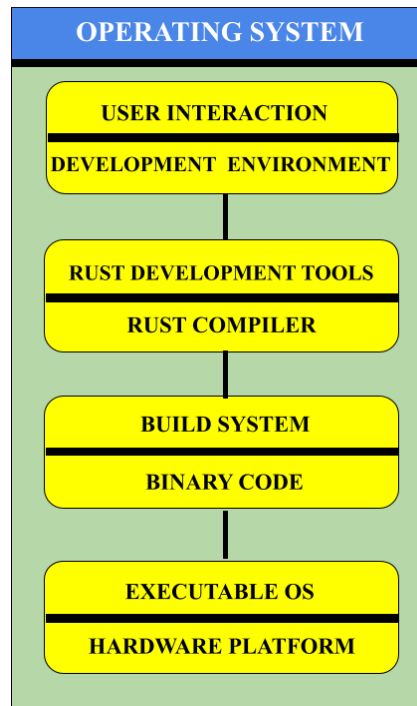 OPERATING SYSTEM
USER INTERACTION
DEVELOPMENT ENVIRONMENT
RUST DEVELOPMENT TOOLS
RUST COMPILER
BUILD SYSTEM
BINARY CODE
EXECUTABLE OS
HARDWARE PLATFORM